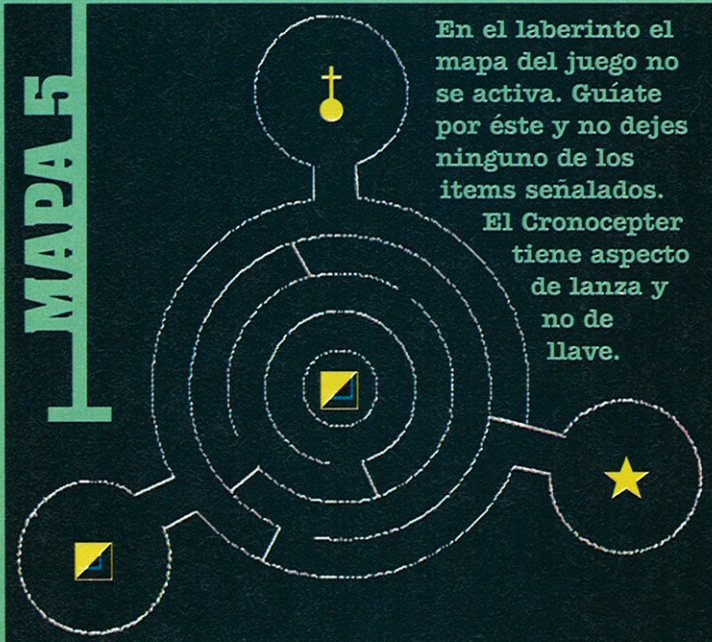 MAPA 5
En el laberinto el
mapa del juego no
se activa. Guíate
por éste y no dejes
ninguno de los
items señalados.
El Cronocepter
tiene aspecto
de lanza y
no de
llave.